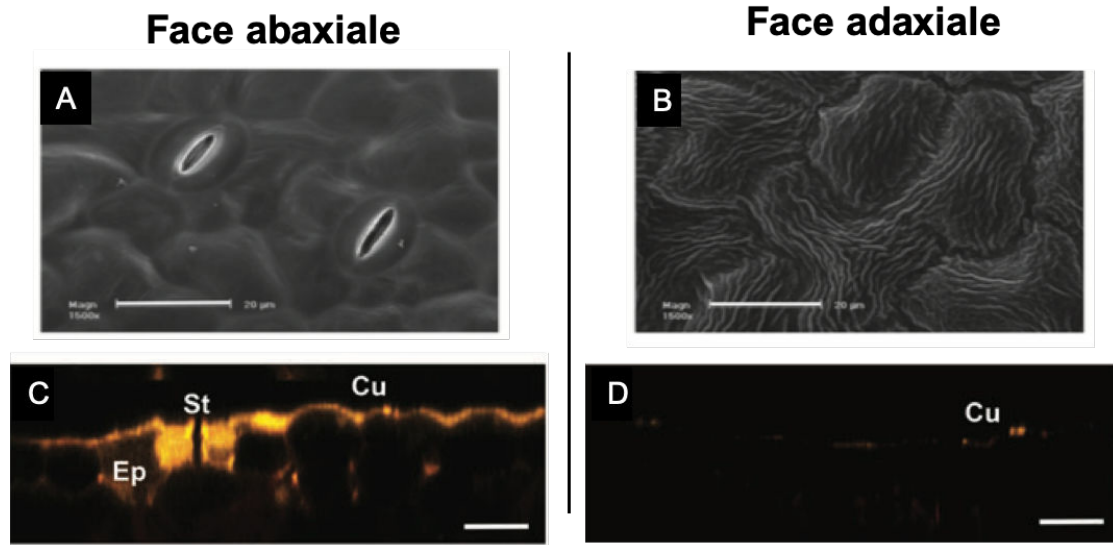 Face abaxiale
Face adaxiale
A
Magn
1500x
20 µm
B
Magn
1500x
20 µm
C
St
Cu
Ep
D
Cu